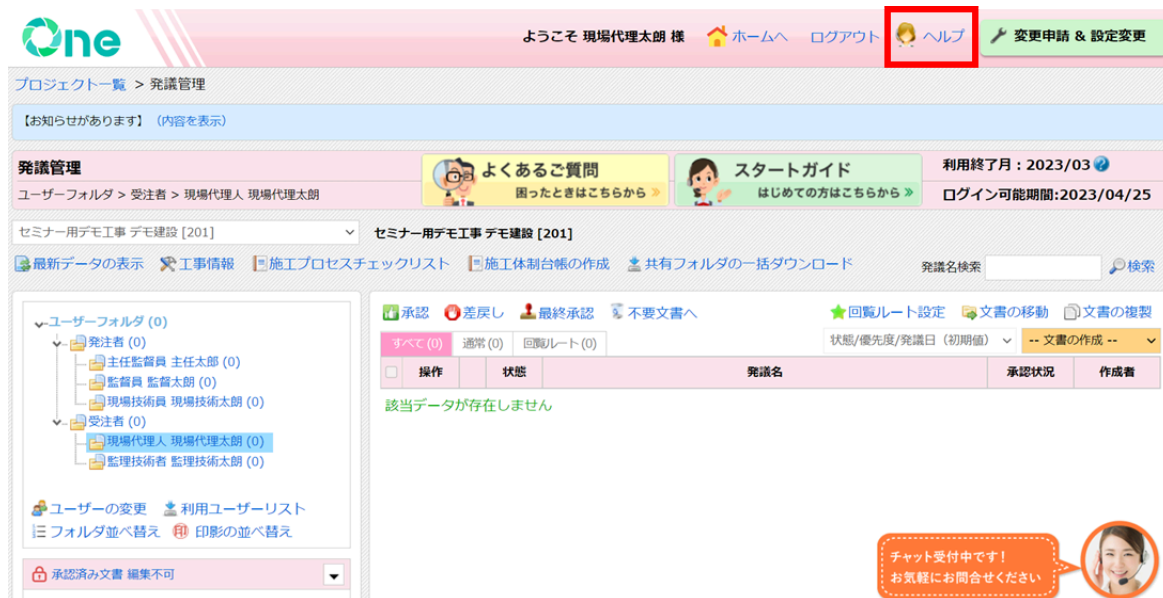 One
ようこそ 現場代理太朗 様 ホームへ ログアウト ヘルプ 変更申請 & 設定変更
プロジェクト一覧 > 発議管理
【お知らせがあります】 (内容を表示)
発議管理
ユーザーフォルダ > 受注者 > 現場代理人 現場代理太朗
よくあるご質問
困ったときはこちらから »
スタートガイド
はじめての方はこちらから »
利用終了月:2023/03
ログイン可能期間:2023/04/25
セミナー用デモ工事 デモ建設 [201]
セミナー用デモ工事 デモ建設 [201]
最新データの表示 工事情報 施工プロセスチェックリスト 施工体制台帳の作成 共有フォルダの一括ダウンロード
発議名検索 検索
ユーザーフォルダ (0)
発注者 (0)
主任監督員 主任太郎 (0)
監督員 監督太朗 (0)
現場技術員 現場技術太朗 (0)
受注者 (0)
現場代理人 現場代理太朗 (0)
監理技術者 監理技術太朗 (0)
ユーザーの変更 利用ユーザーリスト
フォルダ並べ替え 印 印影の並べ替え
承認済み文書 編集不可
承認 差戻し 最終承認 不要文書へ 回覧ルート設定 文書の移動 文書の複製
すべて (0) 通常 (0) 回覧ルート (0) 状態/優先度/発議日(初期値) -- 文書の作成 --
操作 状態 発議名 承認状況 作成者
該当データが存在しません
チャット受付中です!
お気軽にお問合せください